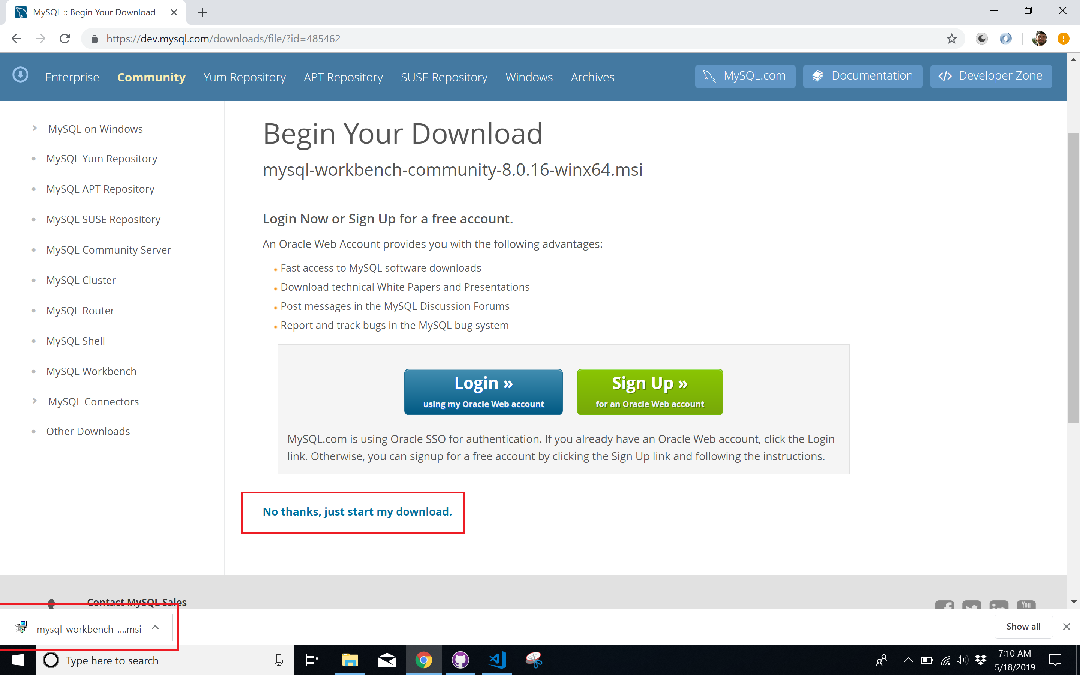 MySQL :: Begin Your Download
https://dev.mysql.com/downloads/file/?id=485462
Enterprise Community Yum Repository APT Repository SUSE Repository Windows Archives MySQL.com Documentation Developer Zone
MySQL on Windows
MySQL Yum Repository
MySQL APT Repository
MySQL SUSE Repository
MySQL Community Server
MySQL Cluster
MySQL Router
MySQL Shell
MySQL Workbench
MySQL Connectors
Other Downloads
Begin Your Download
mysql-workbench-community-8.0.16-winx64.msi
Login Now or Sign Up for a free account.
An Oracle Web Account provides you with the following advantages:
Fast access to MySQL software downloads
Download technical White Papers and Presentations
Post messages in the MySQL Discussion Forums
Report and track bugs in the MySQL bug system
Login »
using my Oracle Web account
Sign Up »
for an Oracle Web account
MySQL.com is using Oracle SSO for authentication. If you already have an Oracle Web account, click the Login
link. Otherwise, you can signup for a free account by clicking the Sign Up link and following the instructions.
No thanks, just start my download.
Contact MySQL Sales
mysql-workbench-....msi
Show all
Type here to search
7:10 AM
5/18/2019